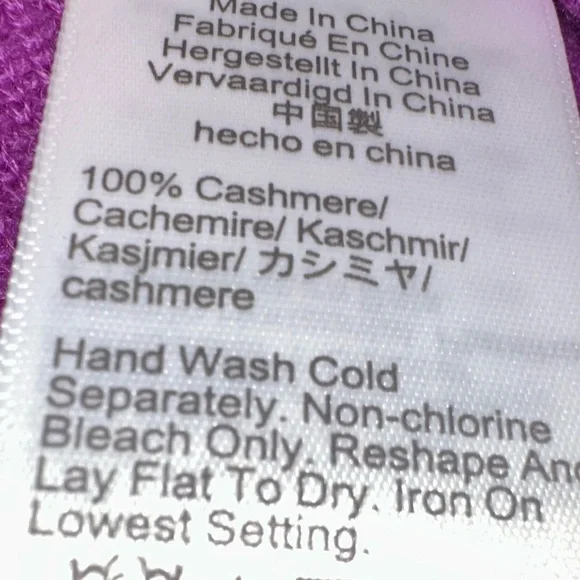 Made In China
Fabriqué En Chine
Hergestellt In China
Vervaardigd In China
中国製
hecho en china
100% Cashmere/
Cachemire/ Kaschmir/
Kasjmier/ カシミヤ/
cashmere
Hand Wash Cold
Separately. Non-chlorine
Bleach Only. Reshape And
Lay Flat To Dry. Iron On
Lowest Setting.